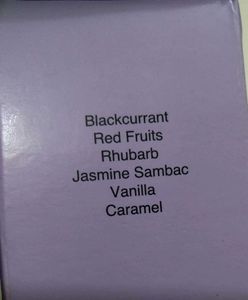 Blackcurrant
Red Fruits
Rhubarb
Jasmine Sambac
Vanilla
Caramel